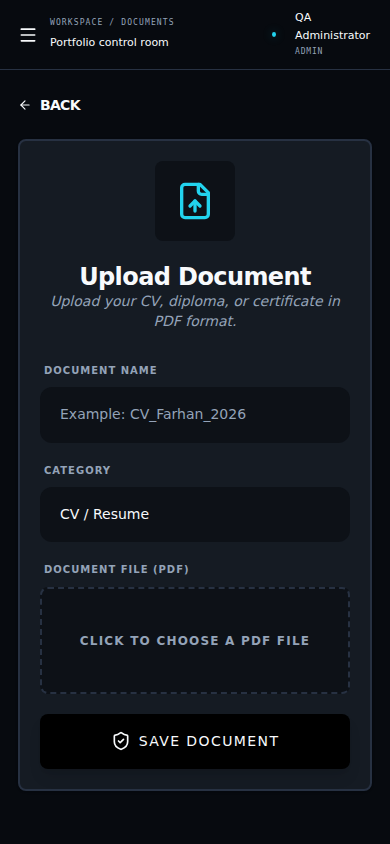 WORKSPACE / DOCUMENTS
Portfolio control room
QA
Administrator
ADMIN
BACK
Upload Document
Upload your CV, diploma, or certificate in
PDF format.
DOCUMENT NAME
Example: CV_Farhan_2026
CATEGORY
CV / Resume
DOCUMENT FILE (PDF)
CLICK TO CHOOSE A PDF FILE
SAVE DOCUMENT